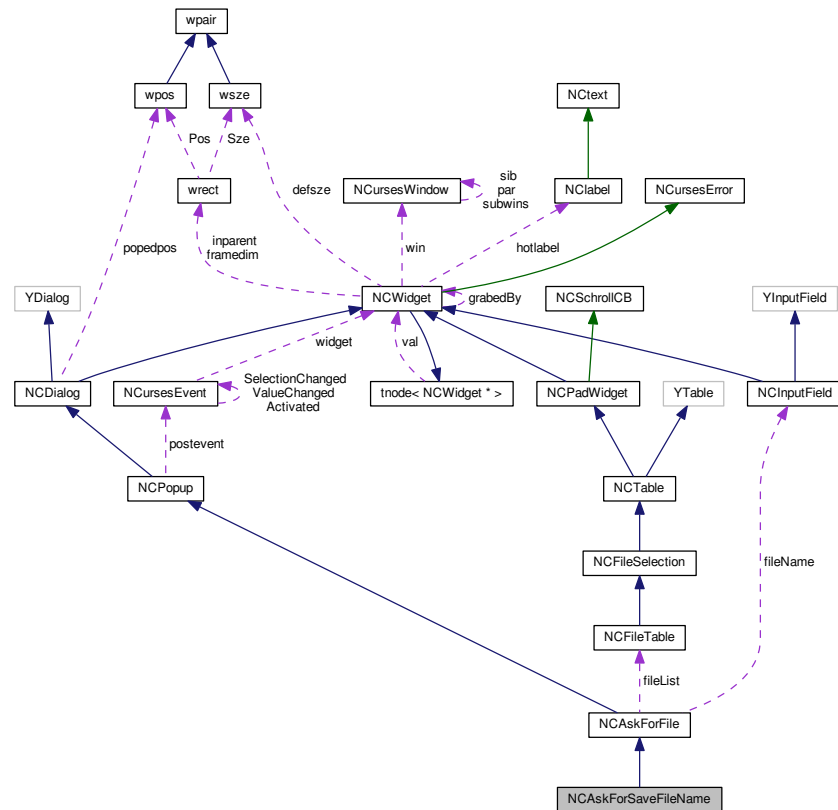 wpair
wpos
wsze
NCtext
Pos
Sze
wrect
NCursesWindow
sib
par
subwins
NClabel
NCursesError
defsze
popedpos
inparent
framedim
win
hotlabel
YDialog
NCWidget
grabedBy
NCSchrollCB
YInputField
widget
SelectionChanged
ValueChanged
Activated
val
NCDialog
NCursesEvent
tnode< NCWidget * >
NCPadWidget
YTable
NCInputField
postevent
NCPopup
NCTable
NCFileSelection
fileName
NCFileTable
fileList
NCAskForFile
NCAskForSaveFileName